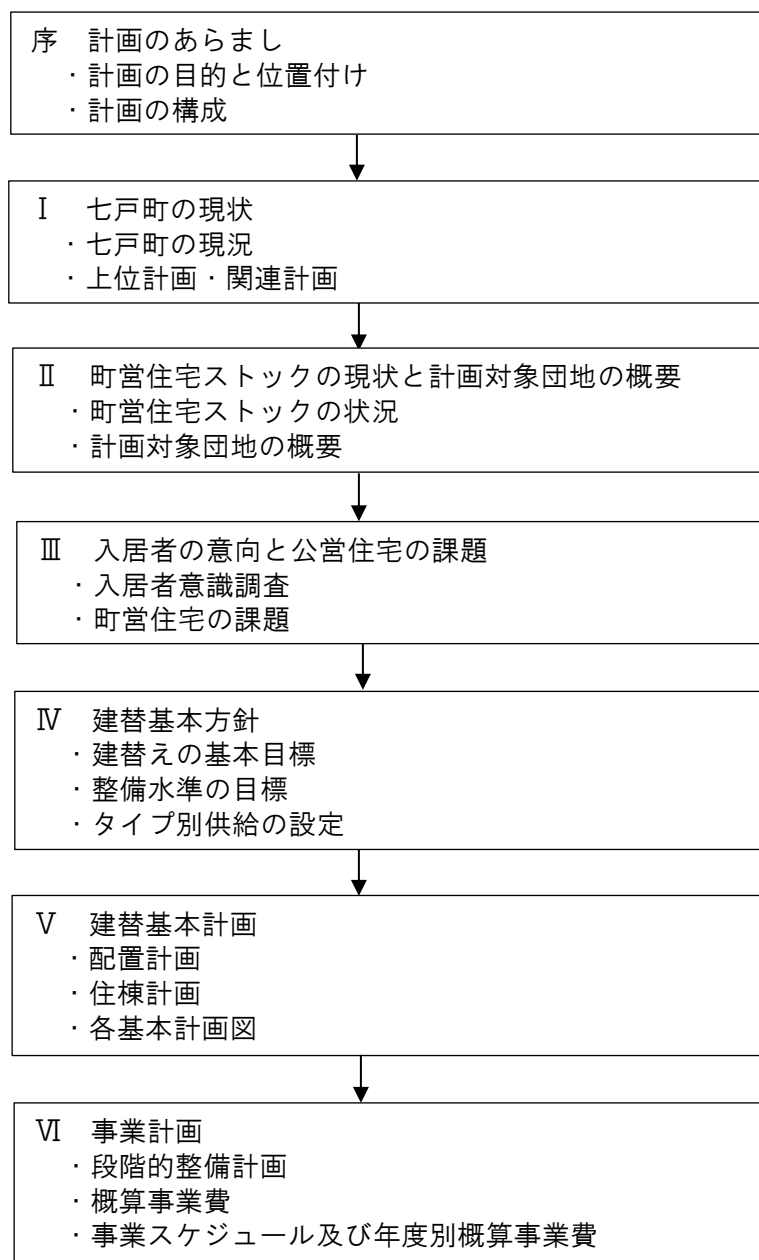 序　計画のあらまし
・計画の目的と位置付け
・計画の構成
Ⅰ　七戸町の現状
・七戸町の現況
・上位計画・関連計画
Ⅱ　町営住宅ストックの現状と計画対象団地の概要
・町営住宅ストックの状況
・計画対象団地の概要
Ⅲ　入居者の意向と公営住宅の課題
・入居者意識調査
・町営住宅の課題
Ⅳ　建替基本方針
・建替えの基本目標
・整備水準の目標
・タイプ別供給の設定
Ⅴ　建替基本計画
・配置計画
・住棟計画
・各基本計画図
Ⅵ　事業計画
・段階的整備計画
・概算事業費
・事業スケジュール及び年度別概算事業費